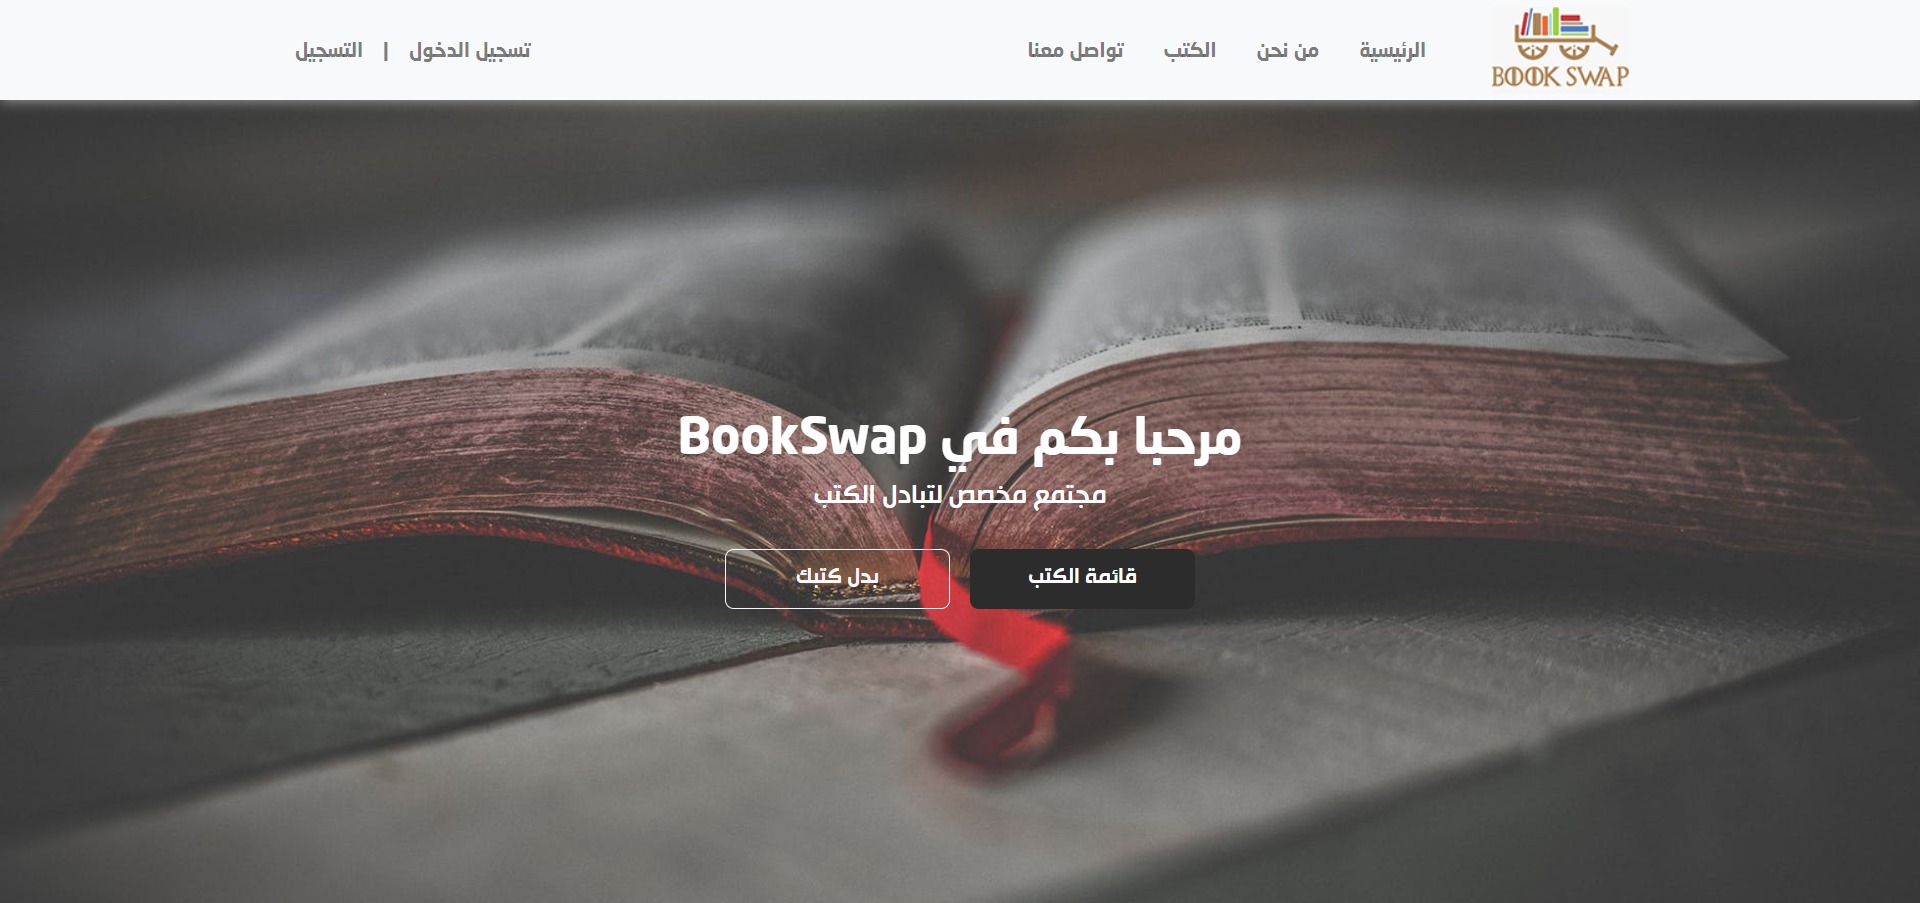 BOOK SWAP
الرئيسية
من نحن
الكتب
تواصل معنا
تسجيل الدخول | التسجيل
مرحبا بكم في BookSwap
مجتمع مخصص لتبادل الكتب
قائمة الكتب
بدل كتبك